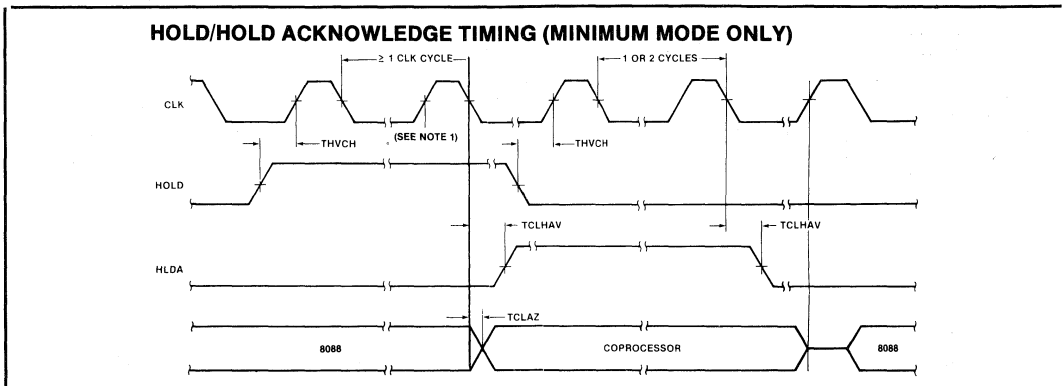 HOLD/HOLD ACKNOWLEDGE TIMING (MINIMUM MODE ONLY)
≥ 1 CLK CYCLE
1 OR 2 CYCLES
CLK
(SEE NOTE 1)
THVCH
THVCH
HOLD
TCLHAV
TCLHAV
HLDA
TCLAZ
8088
COPROCESSOR
8088